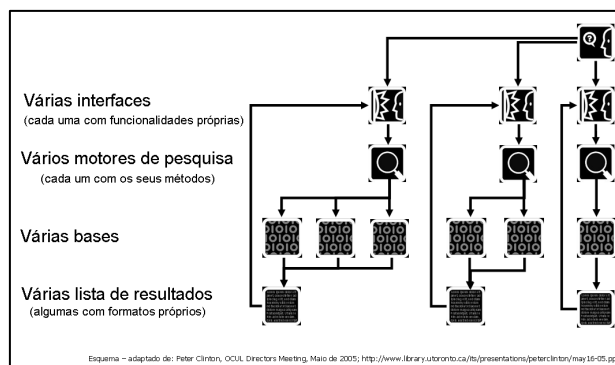 Várias interfaces
(cada uma com funcionalidades próprias)
Vários motores de pesquisa
(cada um com os seus métodos)
Várias bases
Várias lista de resultados
(algumas com formatos próprios)
Esquema – adaptado de: Peter Clinton, OCUL Directors Meeting, Maio de 2005; http://www.library.utoronto.ca/its/presentations/peterclinton/may16-05.pp